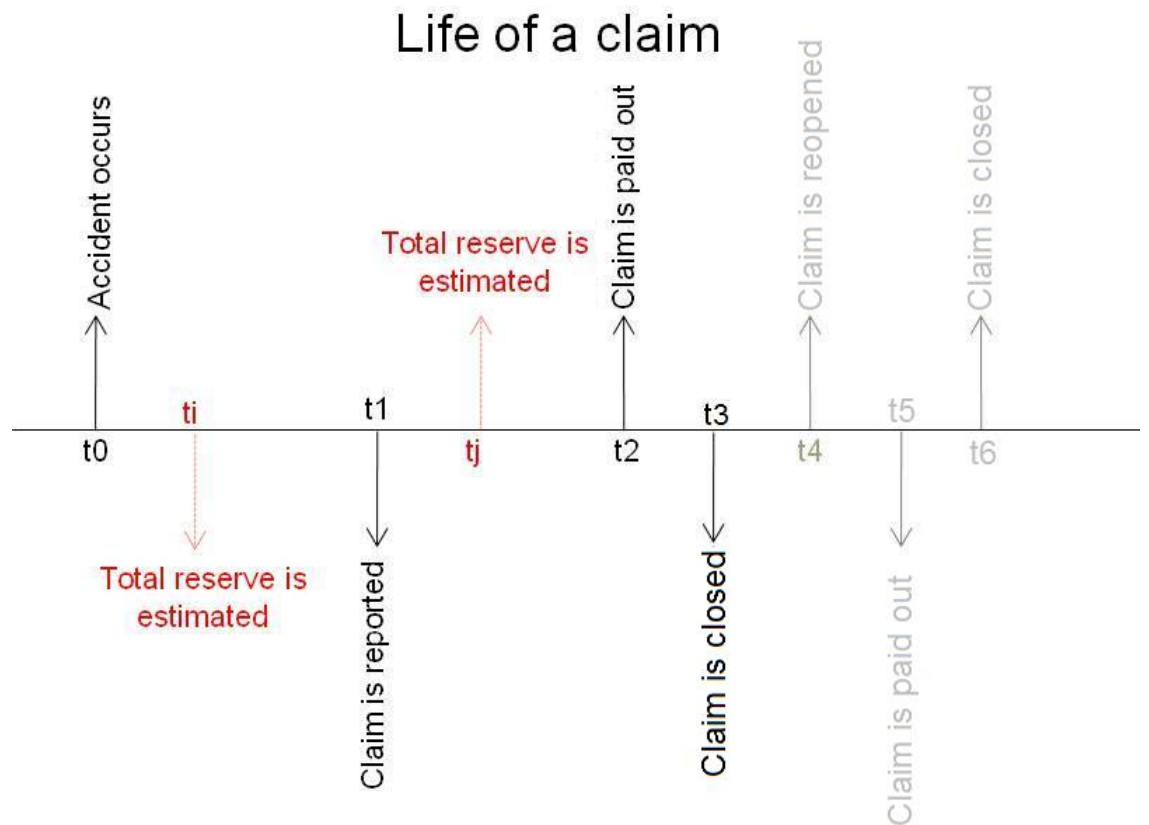 Life of a claim
Accident occurs
Total reserve is
estimated
Claim is paid out
Claim is reopened
Claim is closed
ti
t1
t3
t5
t0
tj
t2
t4
t6
Total reserve is
estimated
Claim is reported
Claim is closed
Claim is paid out